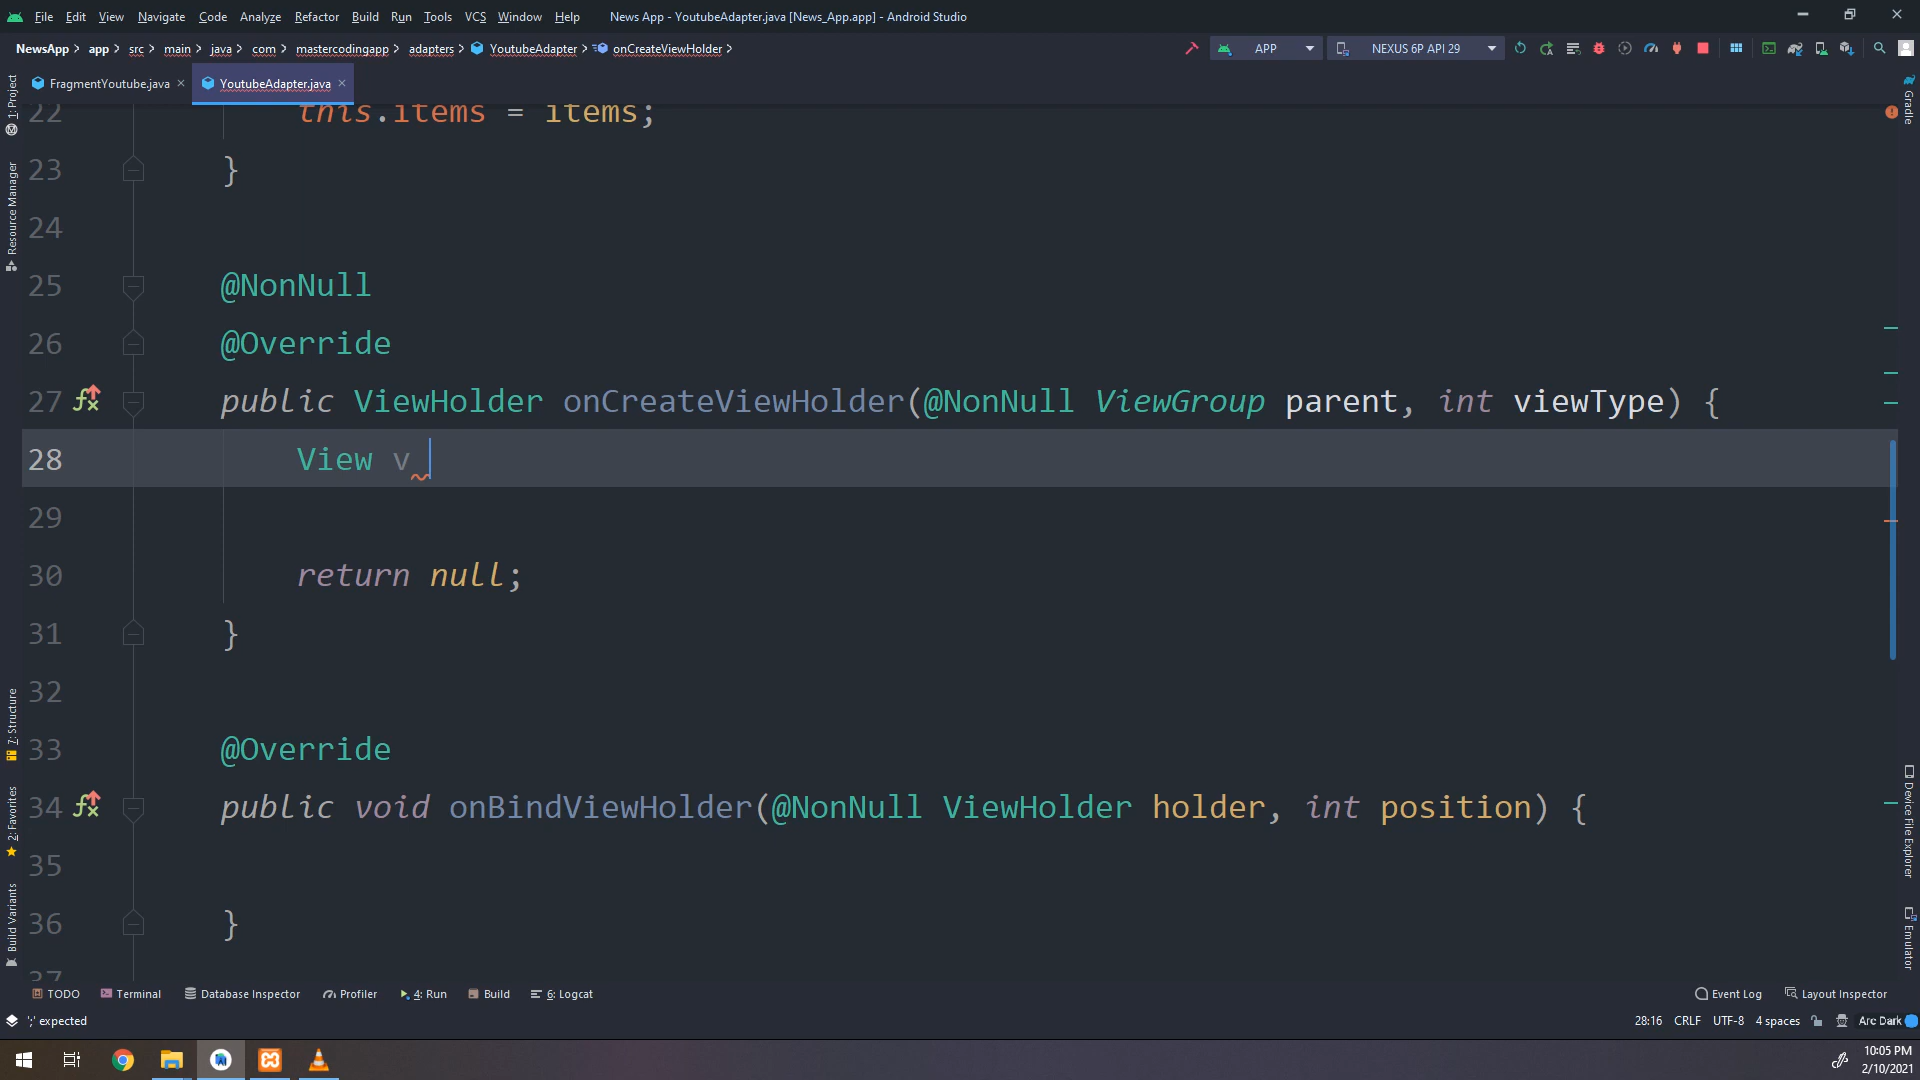 File Edit View Navigate Code Analyze Refactor Build Run Tools VCS Window Help News App - YoutubeAdapter.java [News_App.app] - Android Studio
NewsApp app src main java com mastercodingapp adapters YoutubeAdapter onCreateViewHolder APP NEXUS 6P API 29
FragmentYoutube.java YoutubeAdapter.java
1: Project
Resource Manager
7: Structure
2: Favorites
Build Variants
Gradle
Device File Explorer
Emulator
22 this.items = items;
23 }
24
25 @NonNull
26 @Override
27 public ViewHolder onCreateViewHolder(@NonNull ViewGroup parent, int viewType) {
28 View v
29
30 return null;
31 }
32
33 @Override
34 public void onBindViewHolder(@NonNull ViewHolder holder, int position) {
35
36 }
37
TODO Terminal Database Inspector Profiler 4: Run Build 6: Logcat Event Log Layout Inspector
';' expected 28:16 CRLF UTF-8 4 spaces Arc Dark
10:05 PM
2/10/2021